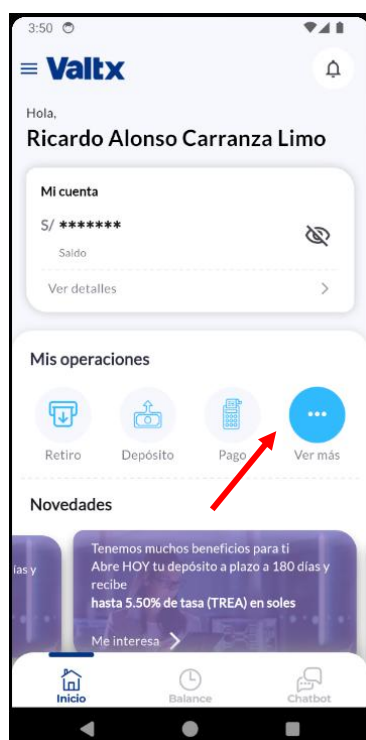 3:50
Valtx
Hola,
Ricardo Alonso Carranza Limo
Mi cuenta
S/ *******
Saldo
Ver detalles
Mis operaciones
Retiro Depósito Pago Ver más
Novedades
Tenemos muchos beneficios para ti
ías y Abre HOY tu depósito a plazo a 180 días y
recibe
hasta 5.50% de tasa (TREA) en soles
Me interesa
Inicio Balance Chatbot